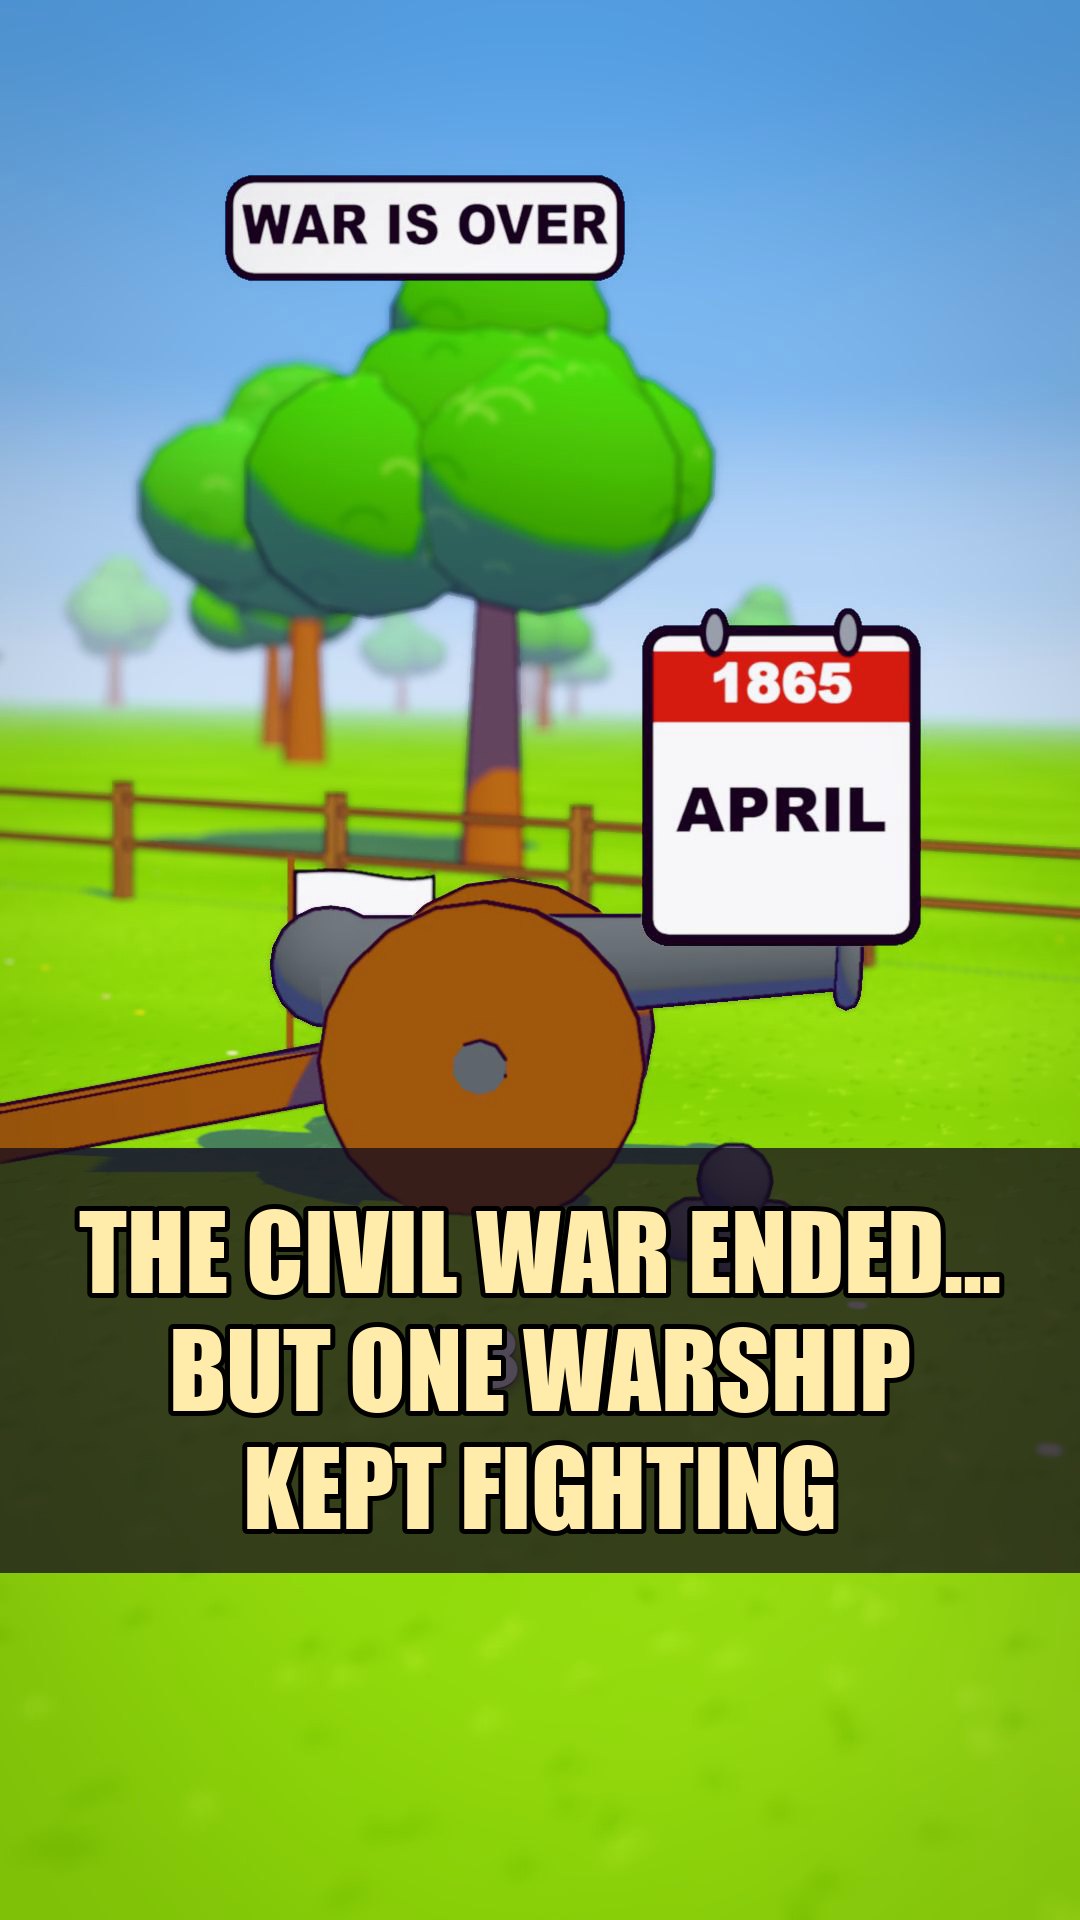 WAR IS OVER
1865
APRIL
THE CIVIL WAR ENDED...
BUT ONE WARSHIP
KEPT FIGHTING